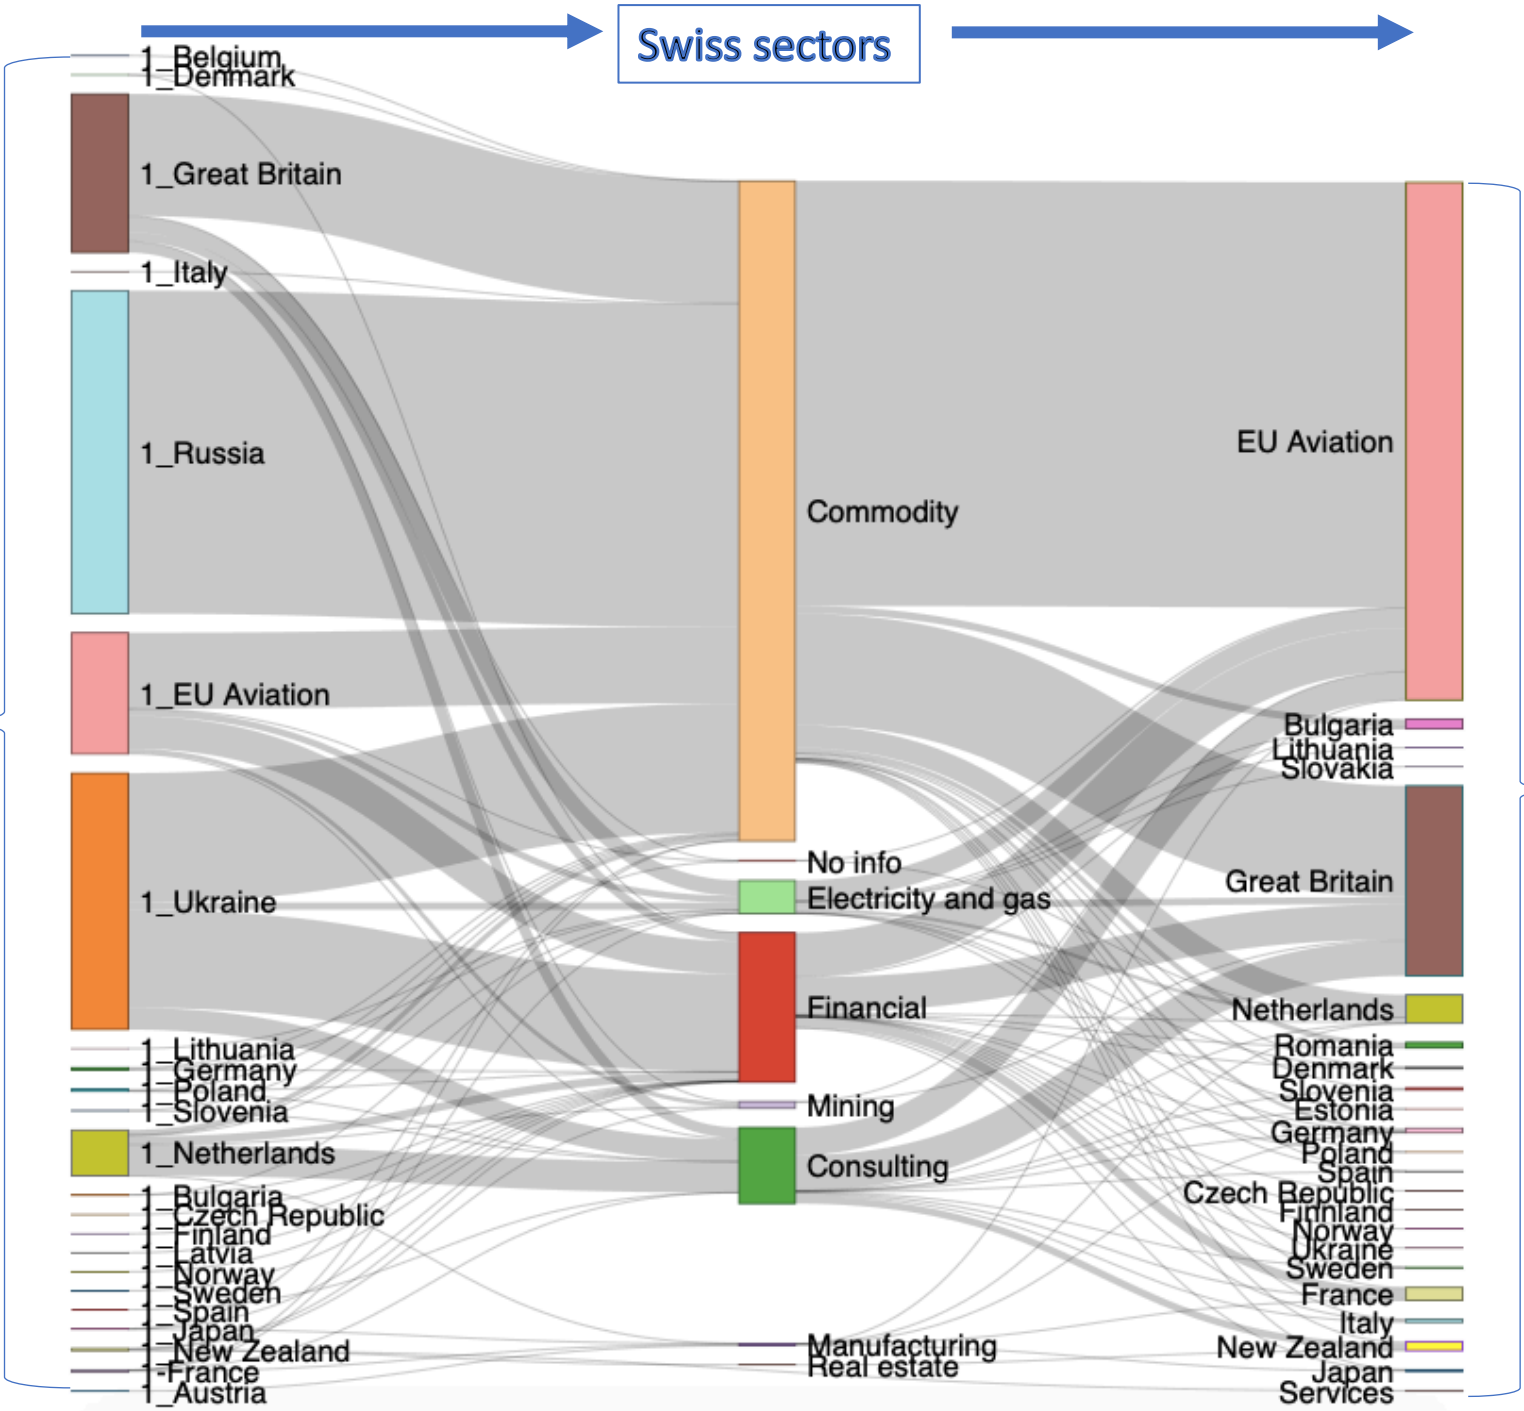 Swiss sectors
1_Belgium
1_Denmark
1_Great Britain
1_Italy
1_Russia
1_EU Aviation
1_Ukraine
1_Lithuania
1_Germany
1_Poland
1_Slovenia
1_Netherlands
1_Bulgaria
1_Czech Republic
1_Finland
1_Latvia
1_Norway
1_Sweden
1_Spain
1_Japan
1_New Zealand
1-France
1_Austria
Commodity
No info
Electricity and gas
Financial
Mining
Consulting
Manufacturing
Real estate
EU Aviation
Bulgaria
Lithuania
Slovakia
Great Britain
Netherlands
Romania
Denmark
Slovenia
Estonia
Germany
Poland
Spain
Czech Republic
Finnland
Norway
Ukraine
Sweden
France
Italy
New Zealand
Japan
Services